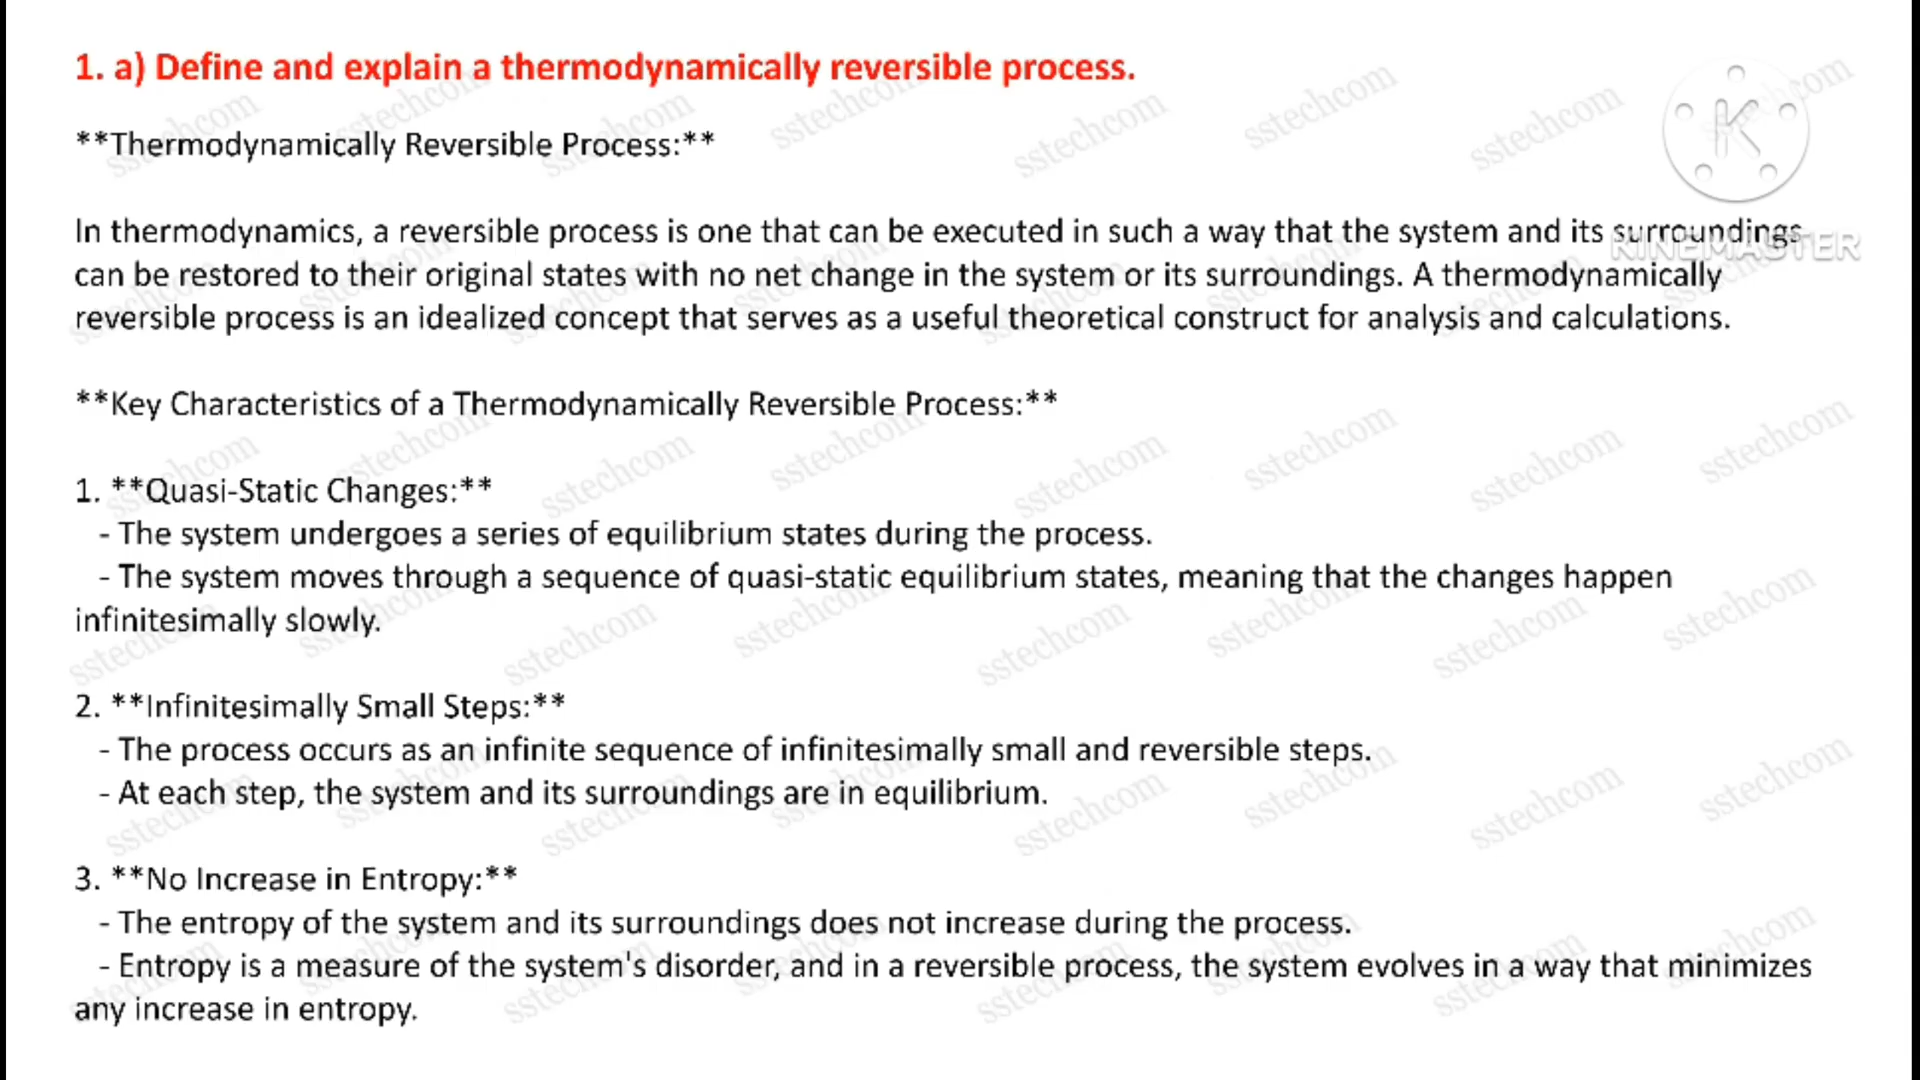 1. a) Define and explain a thermodynamically reversible process.
**Thermodynamically Reversible Process:**
In thermodynamics, a reversible process is one that can be executed in such a way that the system and its surroundings
can be restored to their original states with no net change in the system or its surroundings. A thermodynamically
reversible process is an idealized concept that serves as a useful theoretical construct for analysis and calculations.
**Key Characteristics of a Thermodynamically Reversible Process:**
1. **Quasi-Static Changes:**
- The system undergoes a series of equilibrium states during the process.
- The system moves through a sequence of quasi-static equilibrium states, meaning that the changes happen
infinitesimally slowly.
2. **Infinitesimally Small Steps:**
- The process occurs as an infinite sequence of infinitesimally small and reversible steps.
- At each step, the system and its surroundings are in equilibrium.
3. **No Increase in Entropy:**
- The entropy of the system and its surroundings does not increase during the process.
- Entropy is a measure of the system's disorder, and in a reversible process, the system evolves in a way that minimizes
any increase in entropy.
K
KINEMASTER
sstechcom